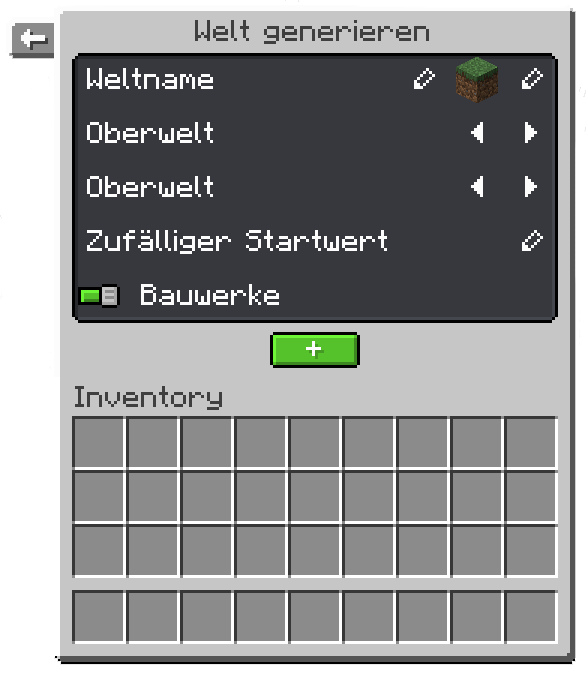 Welt generieren
Weltname
Oberwelt
Oberwelt
Zufälliger Startwert
Bauwerke
+
Inventory